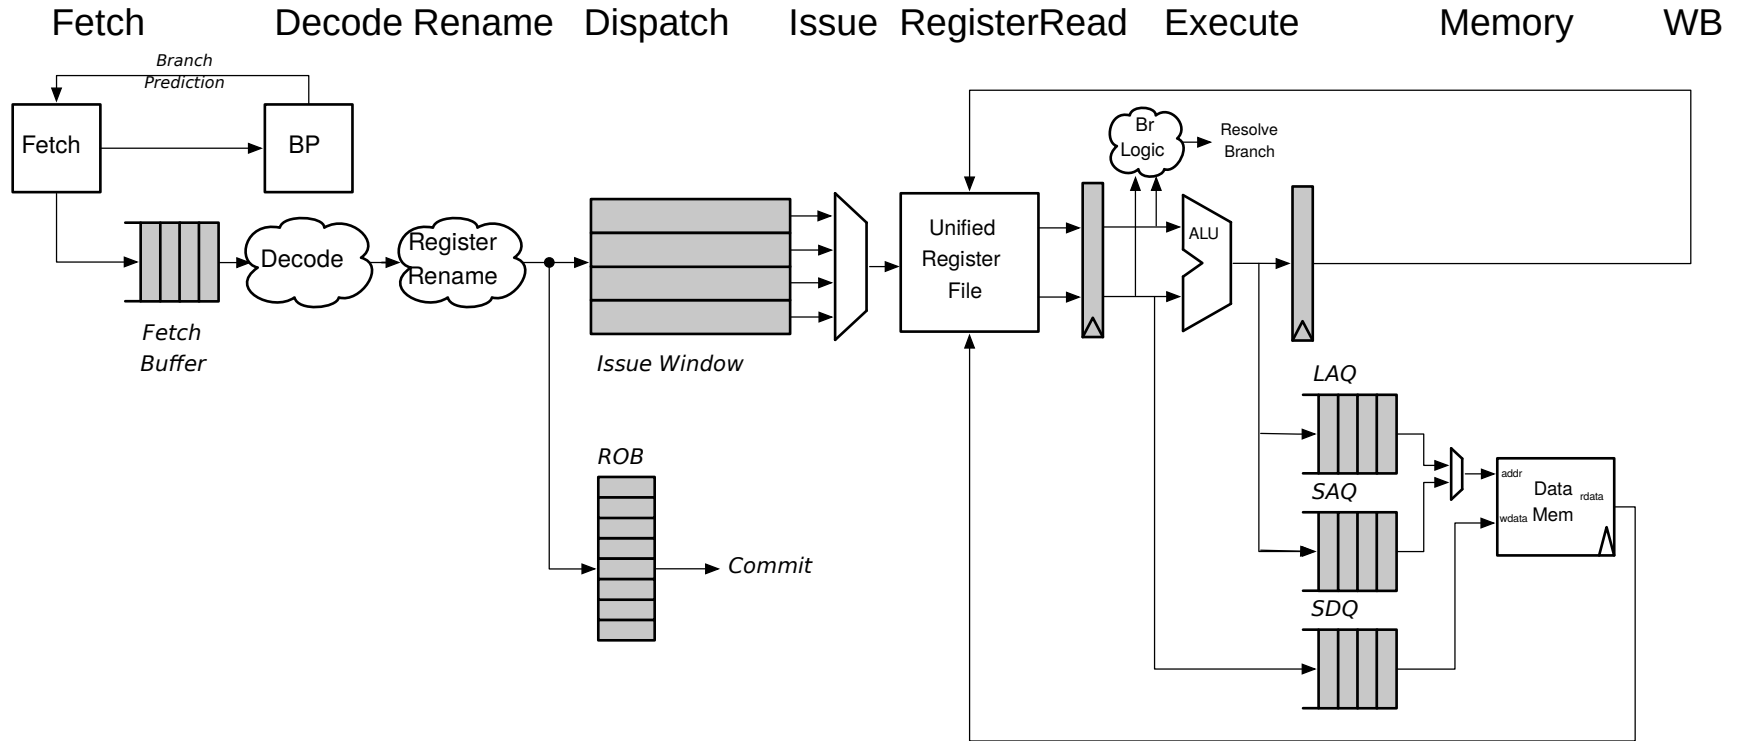 Fetch Decode Rename Dispatch Issue RegisterRead Execute Memory WB
Branch
Prediction
Fetch
BP
Fetch
Buffer
Decode
Register
Rename
Issue Window
ROB
Commit
Unified
Register
File
Br
Logic
Resolve
Branch
ALU
LAQ
SAQ
SDQ
addr
Data
rdata
wdata
Mem